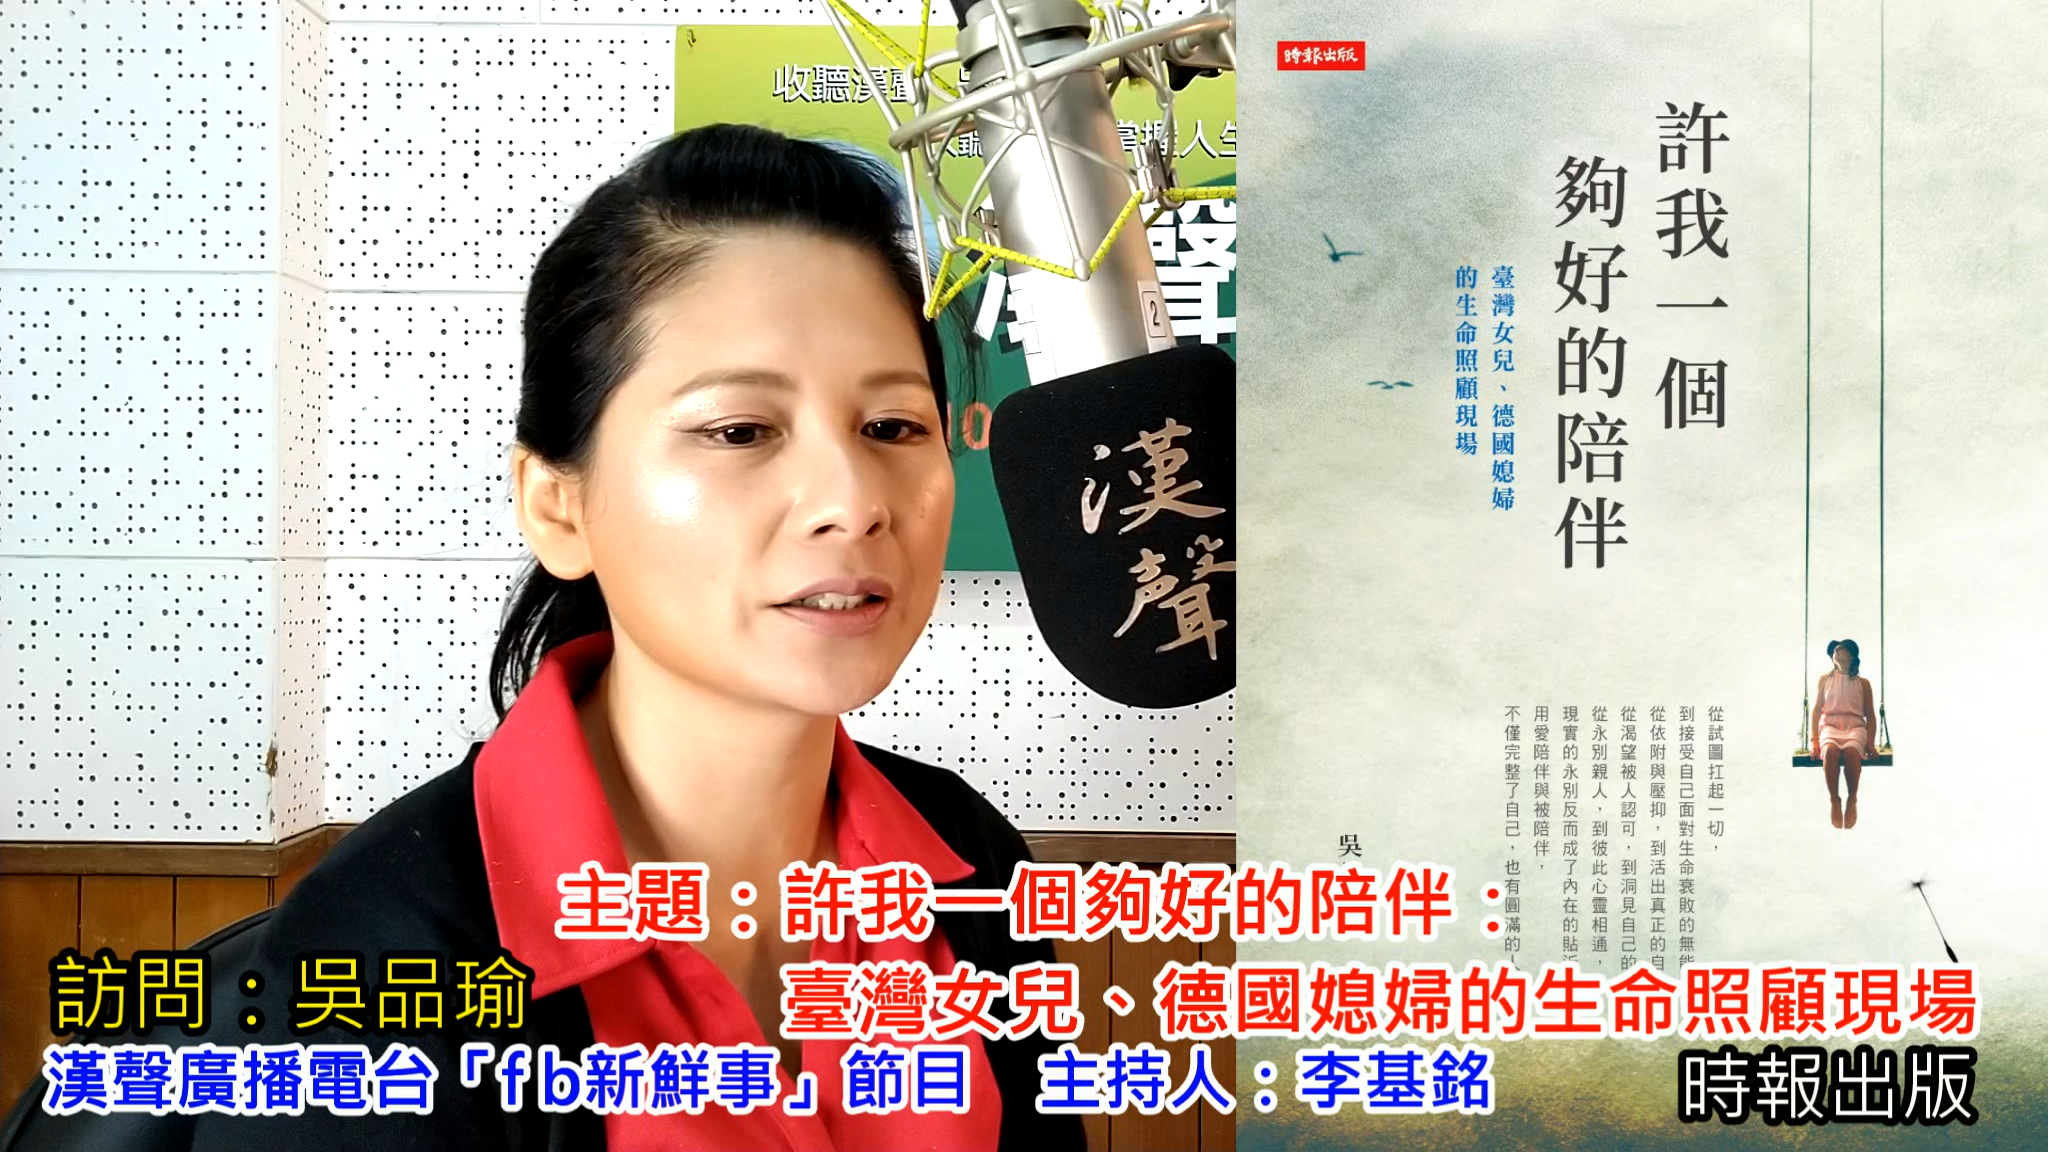 收聽漢聲
掌握人生
聲
2
漢
聲
時報出版
許我一個
夠好的陪伴
臺灣女兒、德國媳婦
的生命照顧現場
從試圖扛起一切，
到接受自己面對生命衰敗的無能
從依附與壓抑，到活出真正的自
從渴望被人認可，到洞見自己的
從永別親人，到彼此心靈相通，
現實的永別反而成了內在的貼近
用愛陪伴與被陪伴，
不僅完整了自己，也有圓滿的人
吳
主題：許我一個夠好的陪伴：
臺灣女兒、德國媳婦的生命照顧現場
訪問：吳品瑜
漢聲廣播電台「fb新鮮事」節目 主持人：李基銘
時報出版